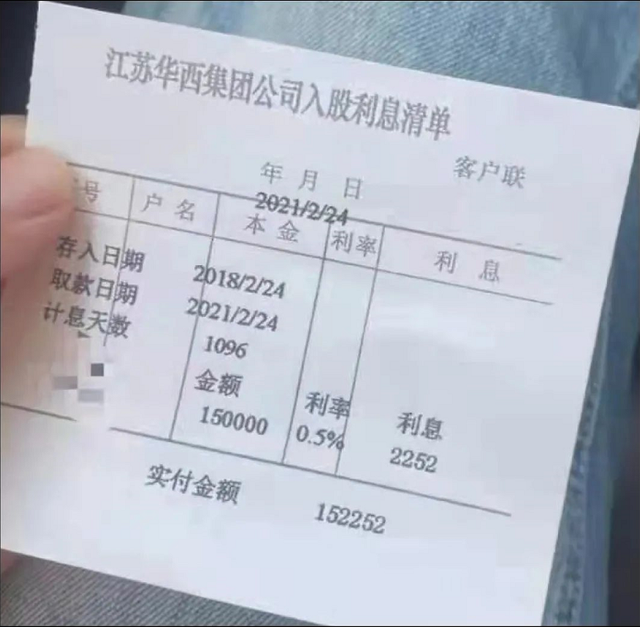 江苏华西集团公司入股利息清单
客户联
年 月 日
2021/2/24
号 户名 本金 利率 利息
存入日期 2018/2/24
取款日期 2021/2/24
计息天数 1096
金额 利率 利息
150000 0.5% 2252
实付金额 152252